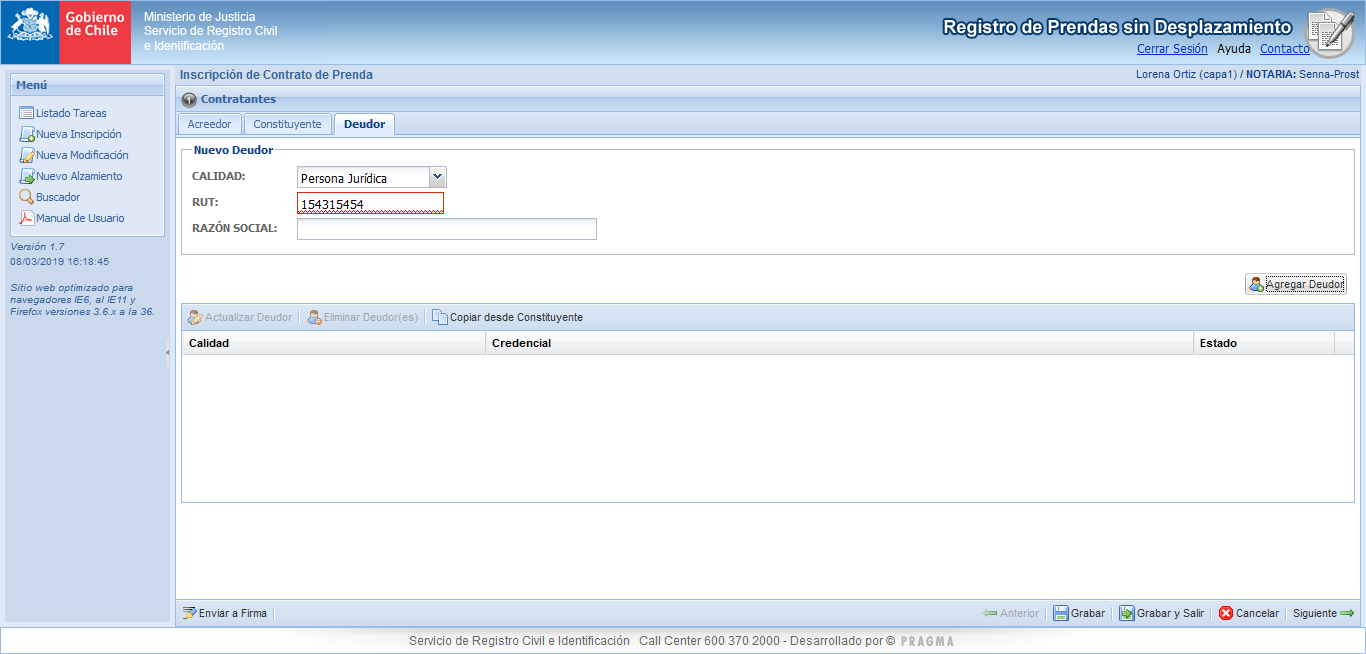 Gobierno
de Chile
Ministerio de Justicia
Servicio de Registro Civil
e Identificación
Registro de Prendas sin Desplazamiento
Cerrar Sesión Ayuda Contacto
Menú
Listado Tareas
Nueva Inscripción
Nueva Modificación
Nuevo Alzamiento
Buscador
Manual de Usuario
Versión 1.7
08/03/2019 16:18:45
Sitio web optimizado para
navegadores IE6, al IE11 y
Firefox versiones 3.6.x a la 36.
Inscripción de Contrato de Prenda
Lorena Ortiz (capa1) / NOTARIA: Senna-Prost
1 Contratantes
Acreedor Constituyente Deudor
Nuevo Deudor
CALIDAD: Persona Jurídica
RUT: 154315454
RAZÓN SOCIAL:
Agregar Deudor
Actualizar Deudor Eliminar Deudor(es) Copiar desde Constituyente
Calidad Credencial Estado
Enviar a Firma Anterior Grabar Grabar y Salir Cancelar Siguiente
Servicio de Registro Civil e Identificación Call Center 600 370 2000 - Desarrollado por © PRAGMA